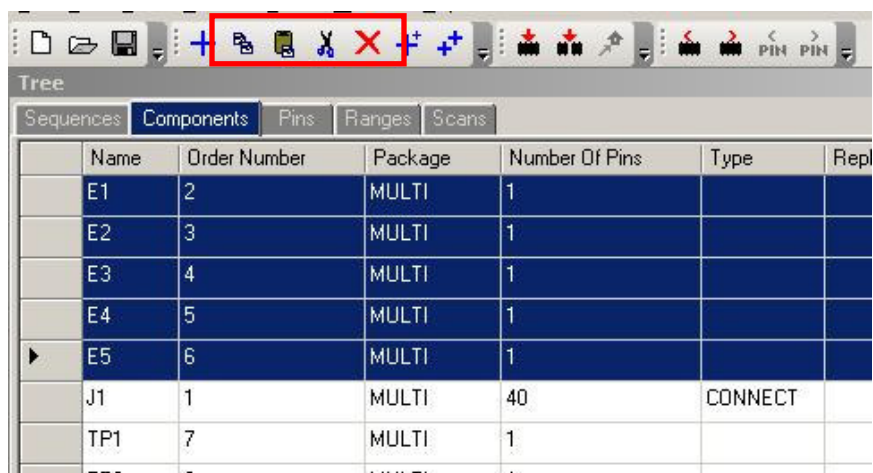 PIN PIN
Tree
Sequences Components Pins Ranges Scans
Name Order Number Package Number Of Pins Type Repl
E1 2 MULTI 1
E2 3 MULTI 1
E3 4 MULTI 1
E4 5 MULTI 1
E5 6 MULTI 1
J1 1 MULTI 40 CONNECT
TP1 7 MULTI 1